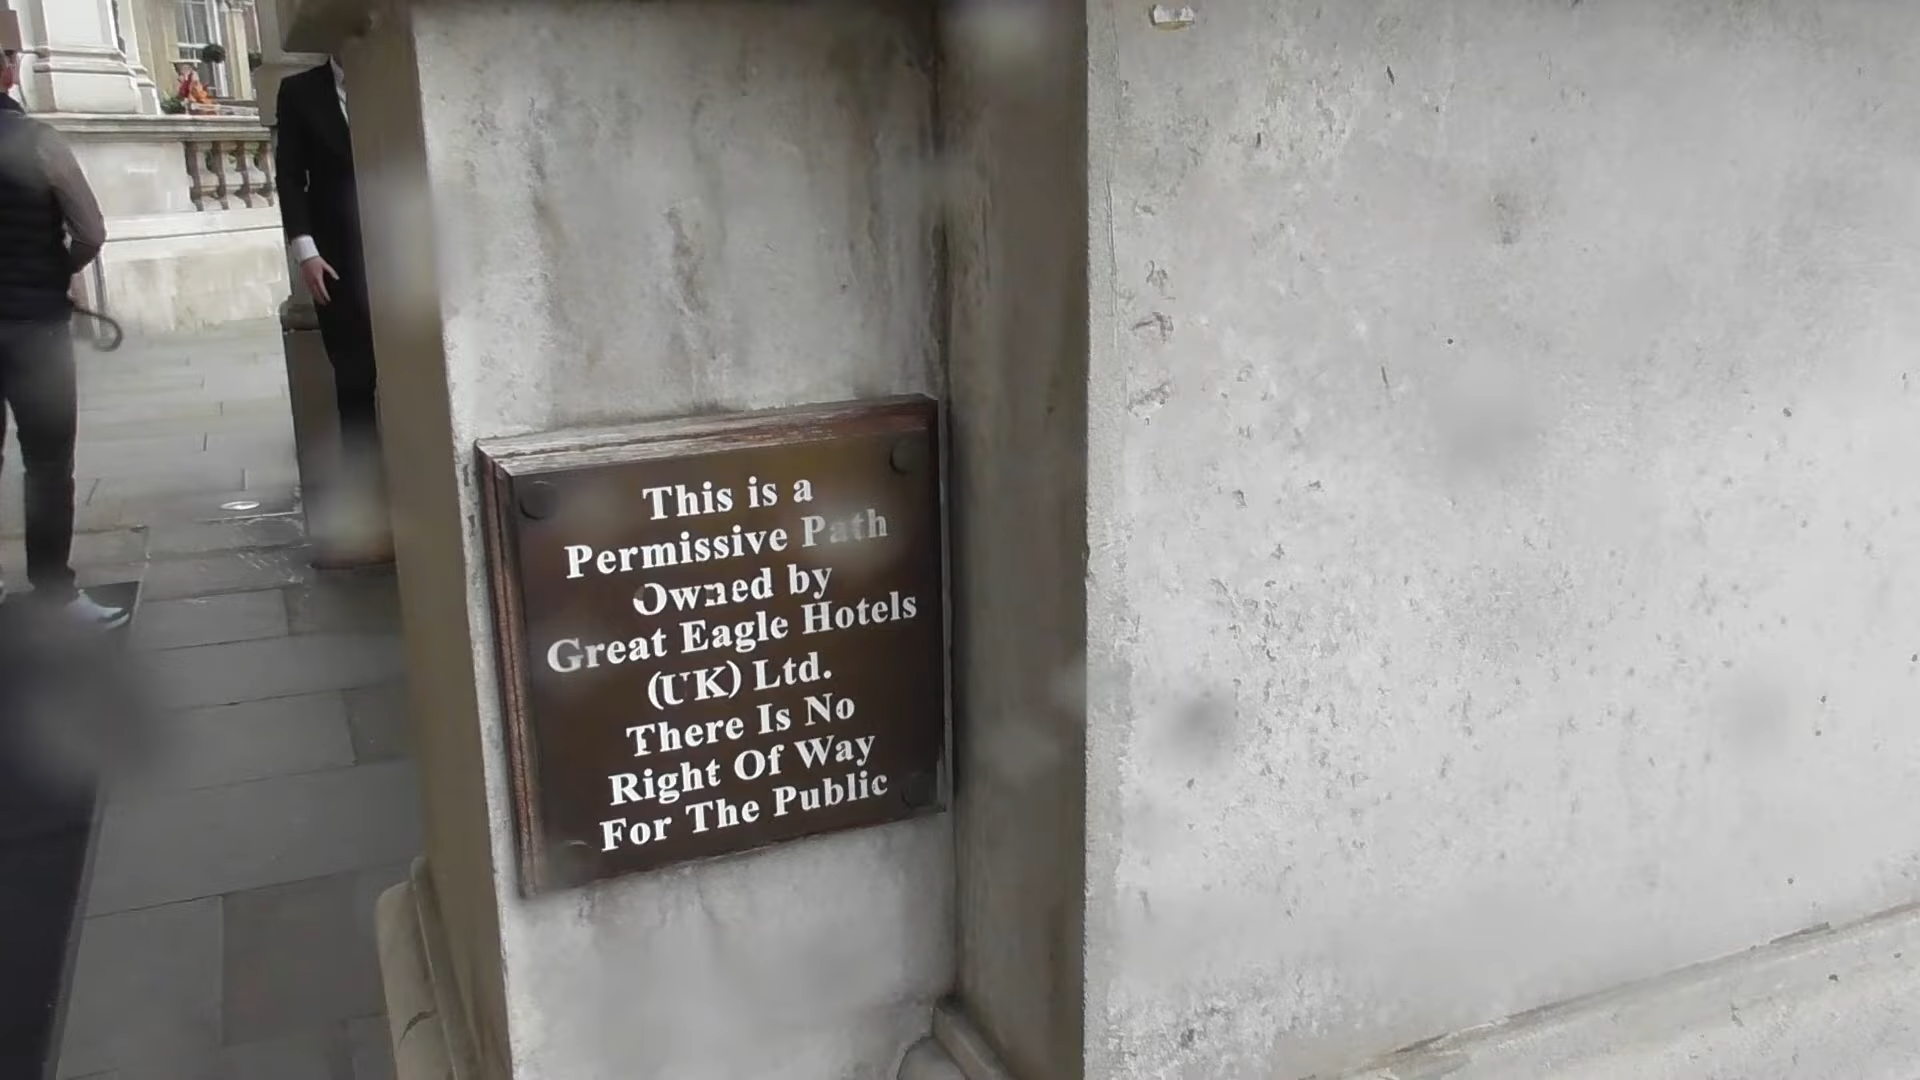 This is a
Permissive Path
Owned by
Great Eagle Hotels
(UK) Ltd.
There Is No
Right Of Way
For The Public